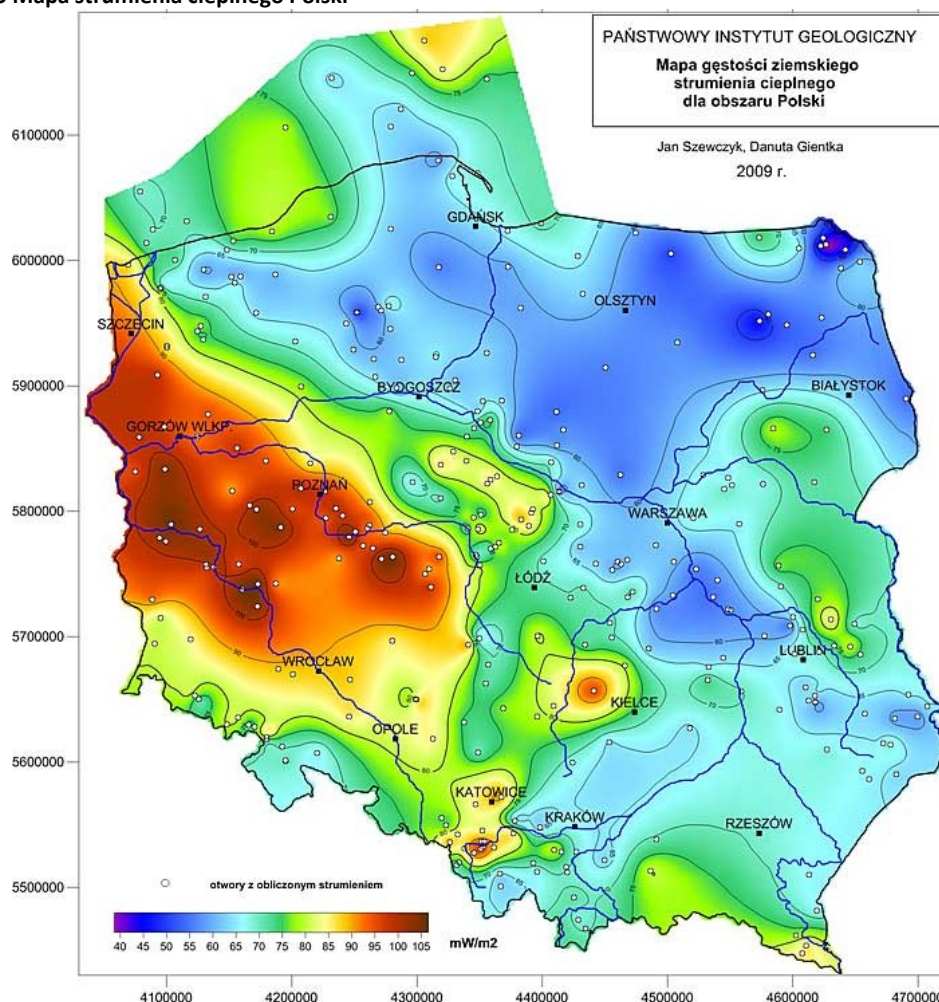 Mapa strumienia cieplnego Polski
PAŃSTWOWY INSTYTUT GEOLOGICZNY
Mapa gęstości ziemskiego
strumienia cieplnego
dla obszaru Polski
Jan Szewczyk, Danuta Gientka
2009 r.
6100000
GDAŃSK
6000000
OLSZTYN
SZCZECIN
5900000
BYDGOSZCZ
BIAŁYSTOK
GORZÓW WLKP.
POZNAŃ
5800000
WARSZAWA
ŁÓDŹ
5700000
WROCŁAW
LUBLIN
KIELCE
OPOLE
5600000
KATOWICE
KRAKÓW
RZESZÓW
5500000
otwory z obliczonym strumieniem
40 45 50 55 60 65 70 75 80 85 90 95 100 105 mW/m2
4100000 4200000 4300000 4400000 4500000 4600000 4700000